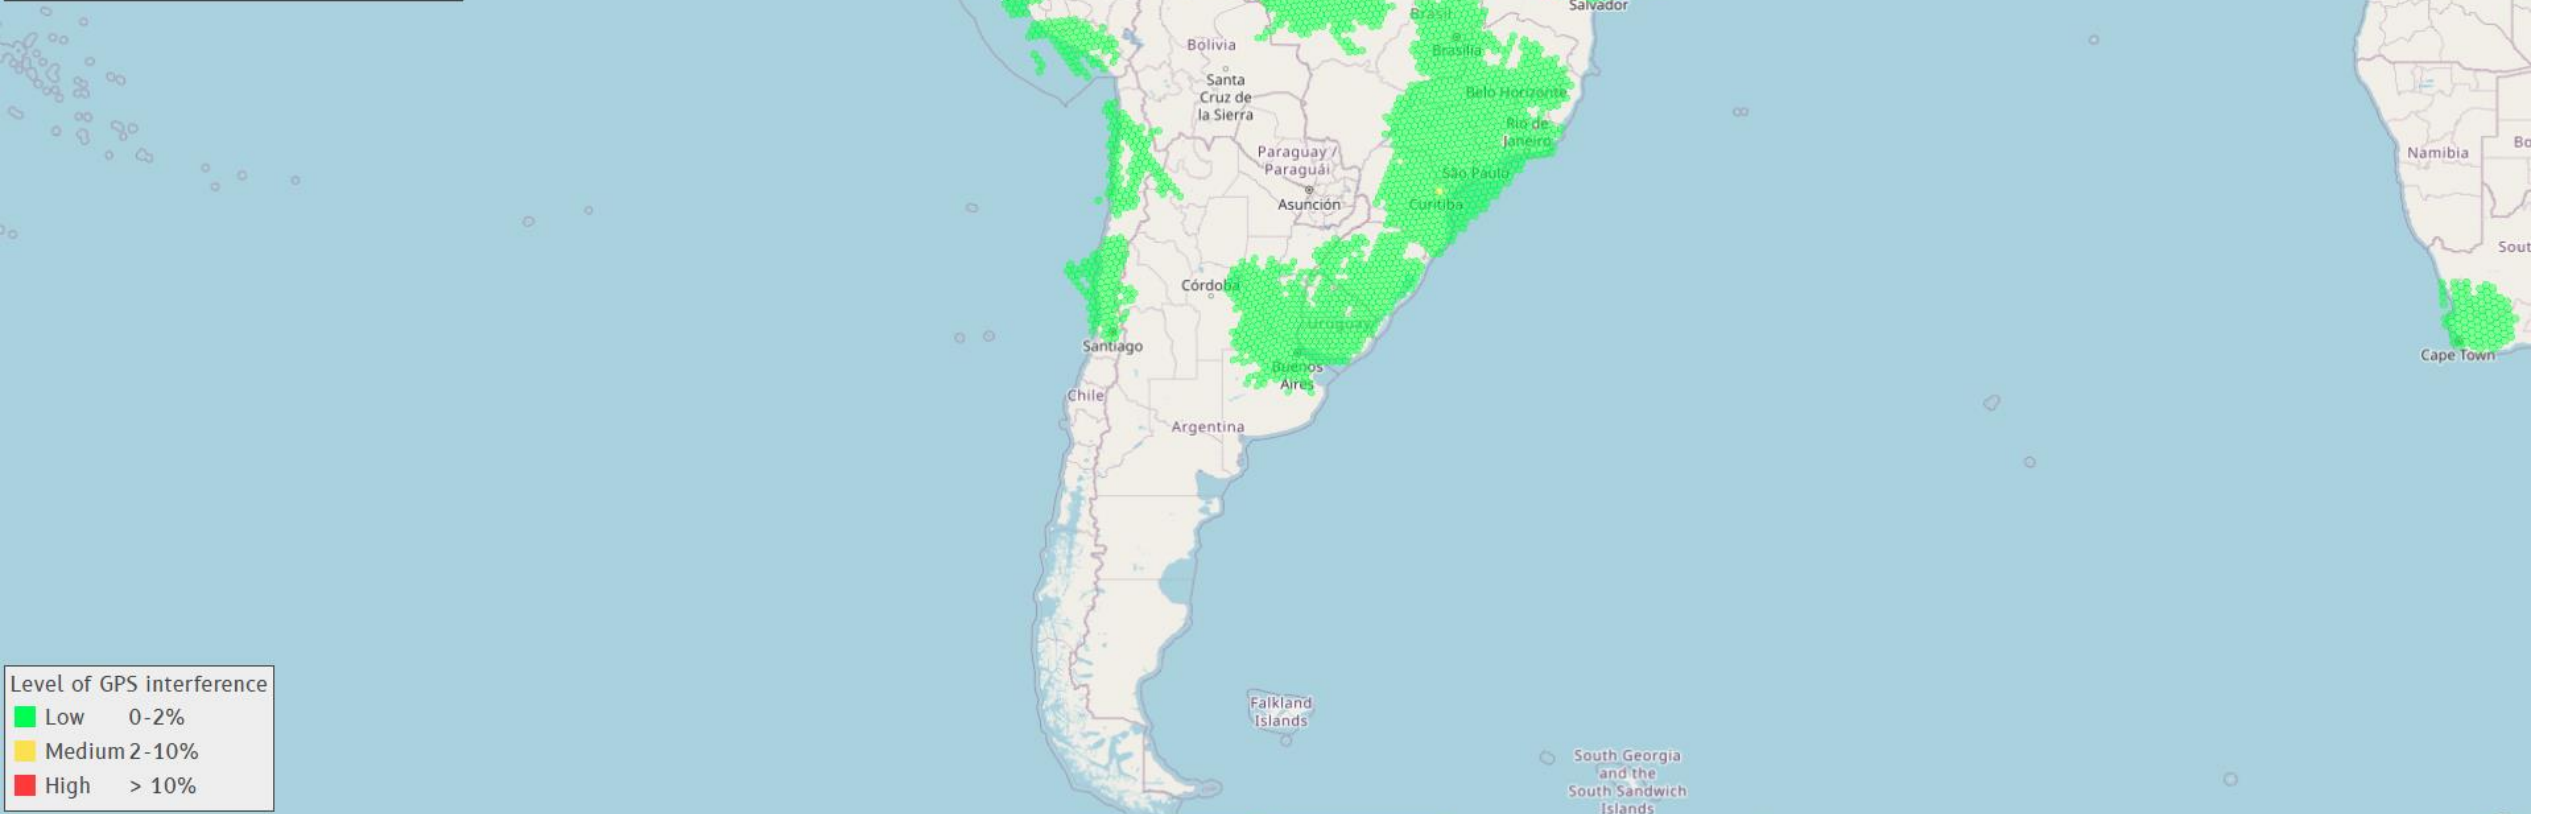 Salvador
Brasil
Bolivia
Brasília
Santa
Cruz de
la Sierra
Belo Horizonte
Rio de
Janeiro
Paraguay /
Paraguái
Namibia
Bo
São Paulo
Asunción
Curitiba
Sout
Córdoba
Uruguay
Santiago
Cape Town
Buenos
Aires
Chile
Argentina
Level of GPS interference
Low 0-2%
Medium 2-10%
High > 10%
Falkland
Islands
South Georgia
and the
South Sandwich
Islands